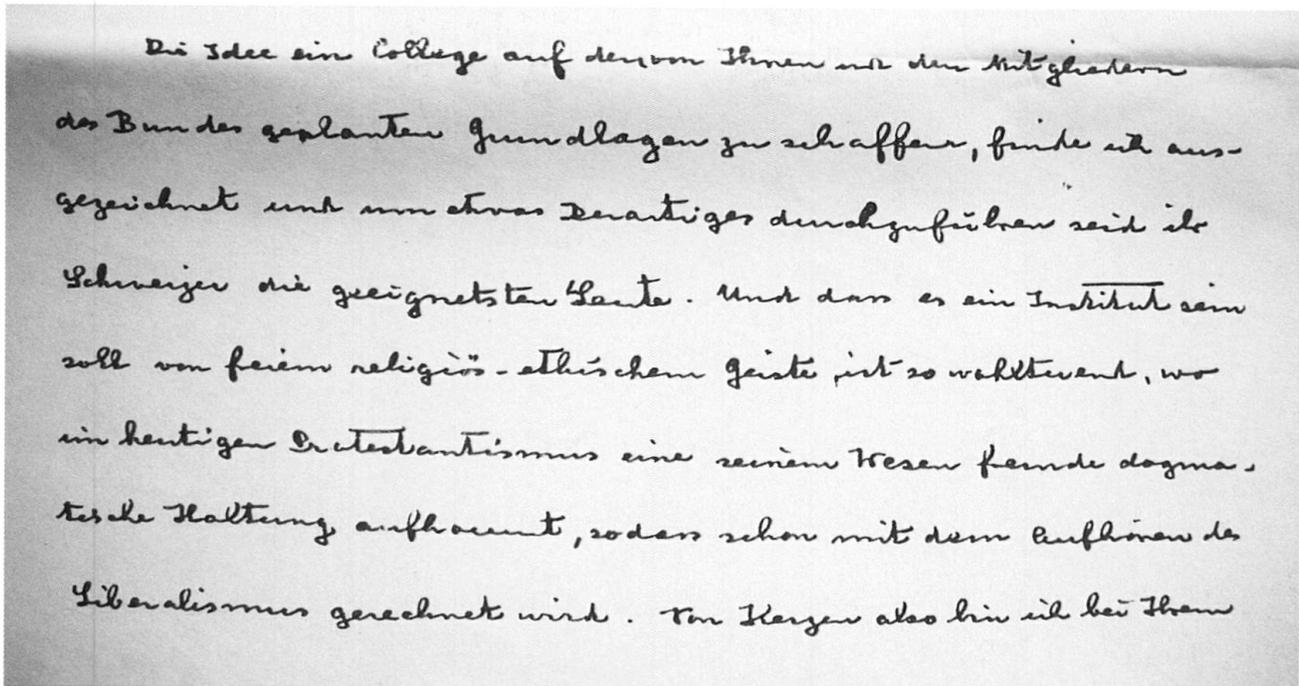 Die Idee ein College auf den von Ihnen und den Mitgliedern
des Bundes geplanten Grundlagen zu schaffen, finde ich aus-
gezeichnet und um etwas Derartiges durchzuführen seid ihr
Schweizer die geeignetsten Leute. Und dass es ein Institut sein
soll von freiem religiös-ethischem Geiste, ist so wohltuend, wo
im heutigen Protestantismus eine seinem Wesen fremde dogma-
tische Haltung aufkommt, sodass schon mit dem Aufhören des
Liberalismus gerechnet wird. Von Herzen also bin ich bei Ihrem